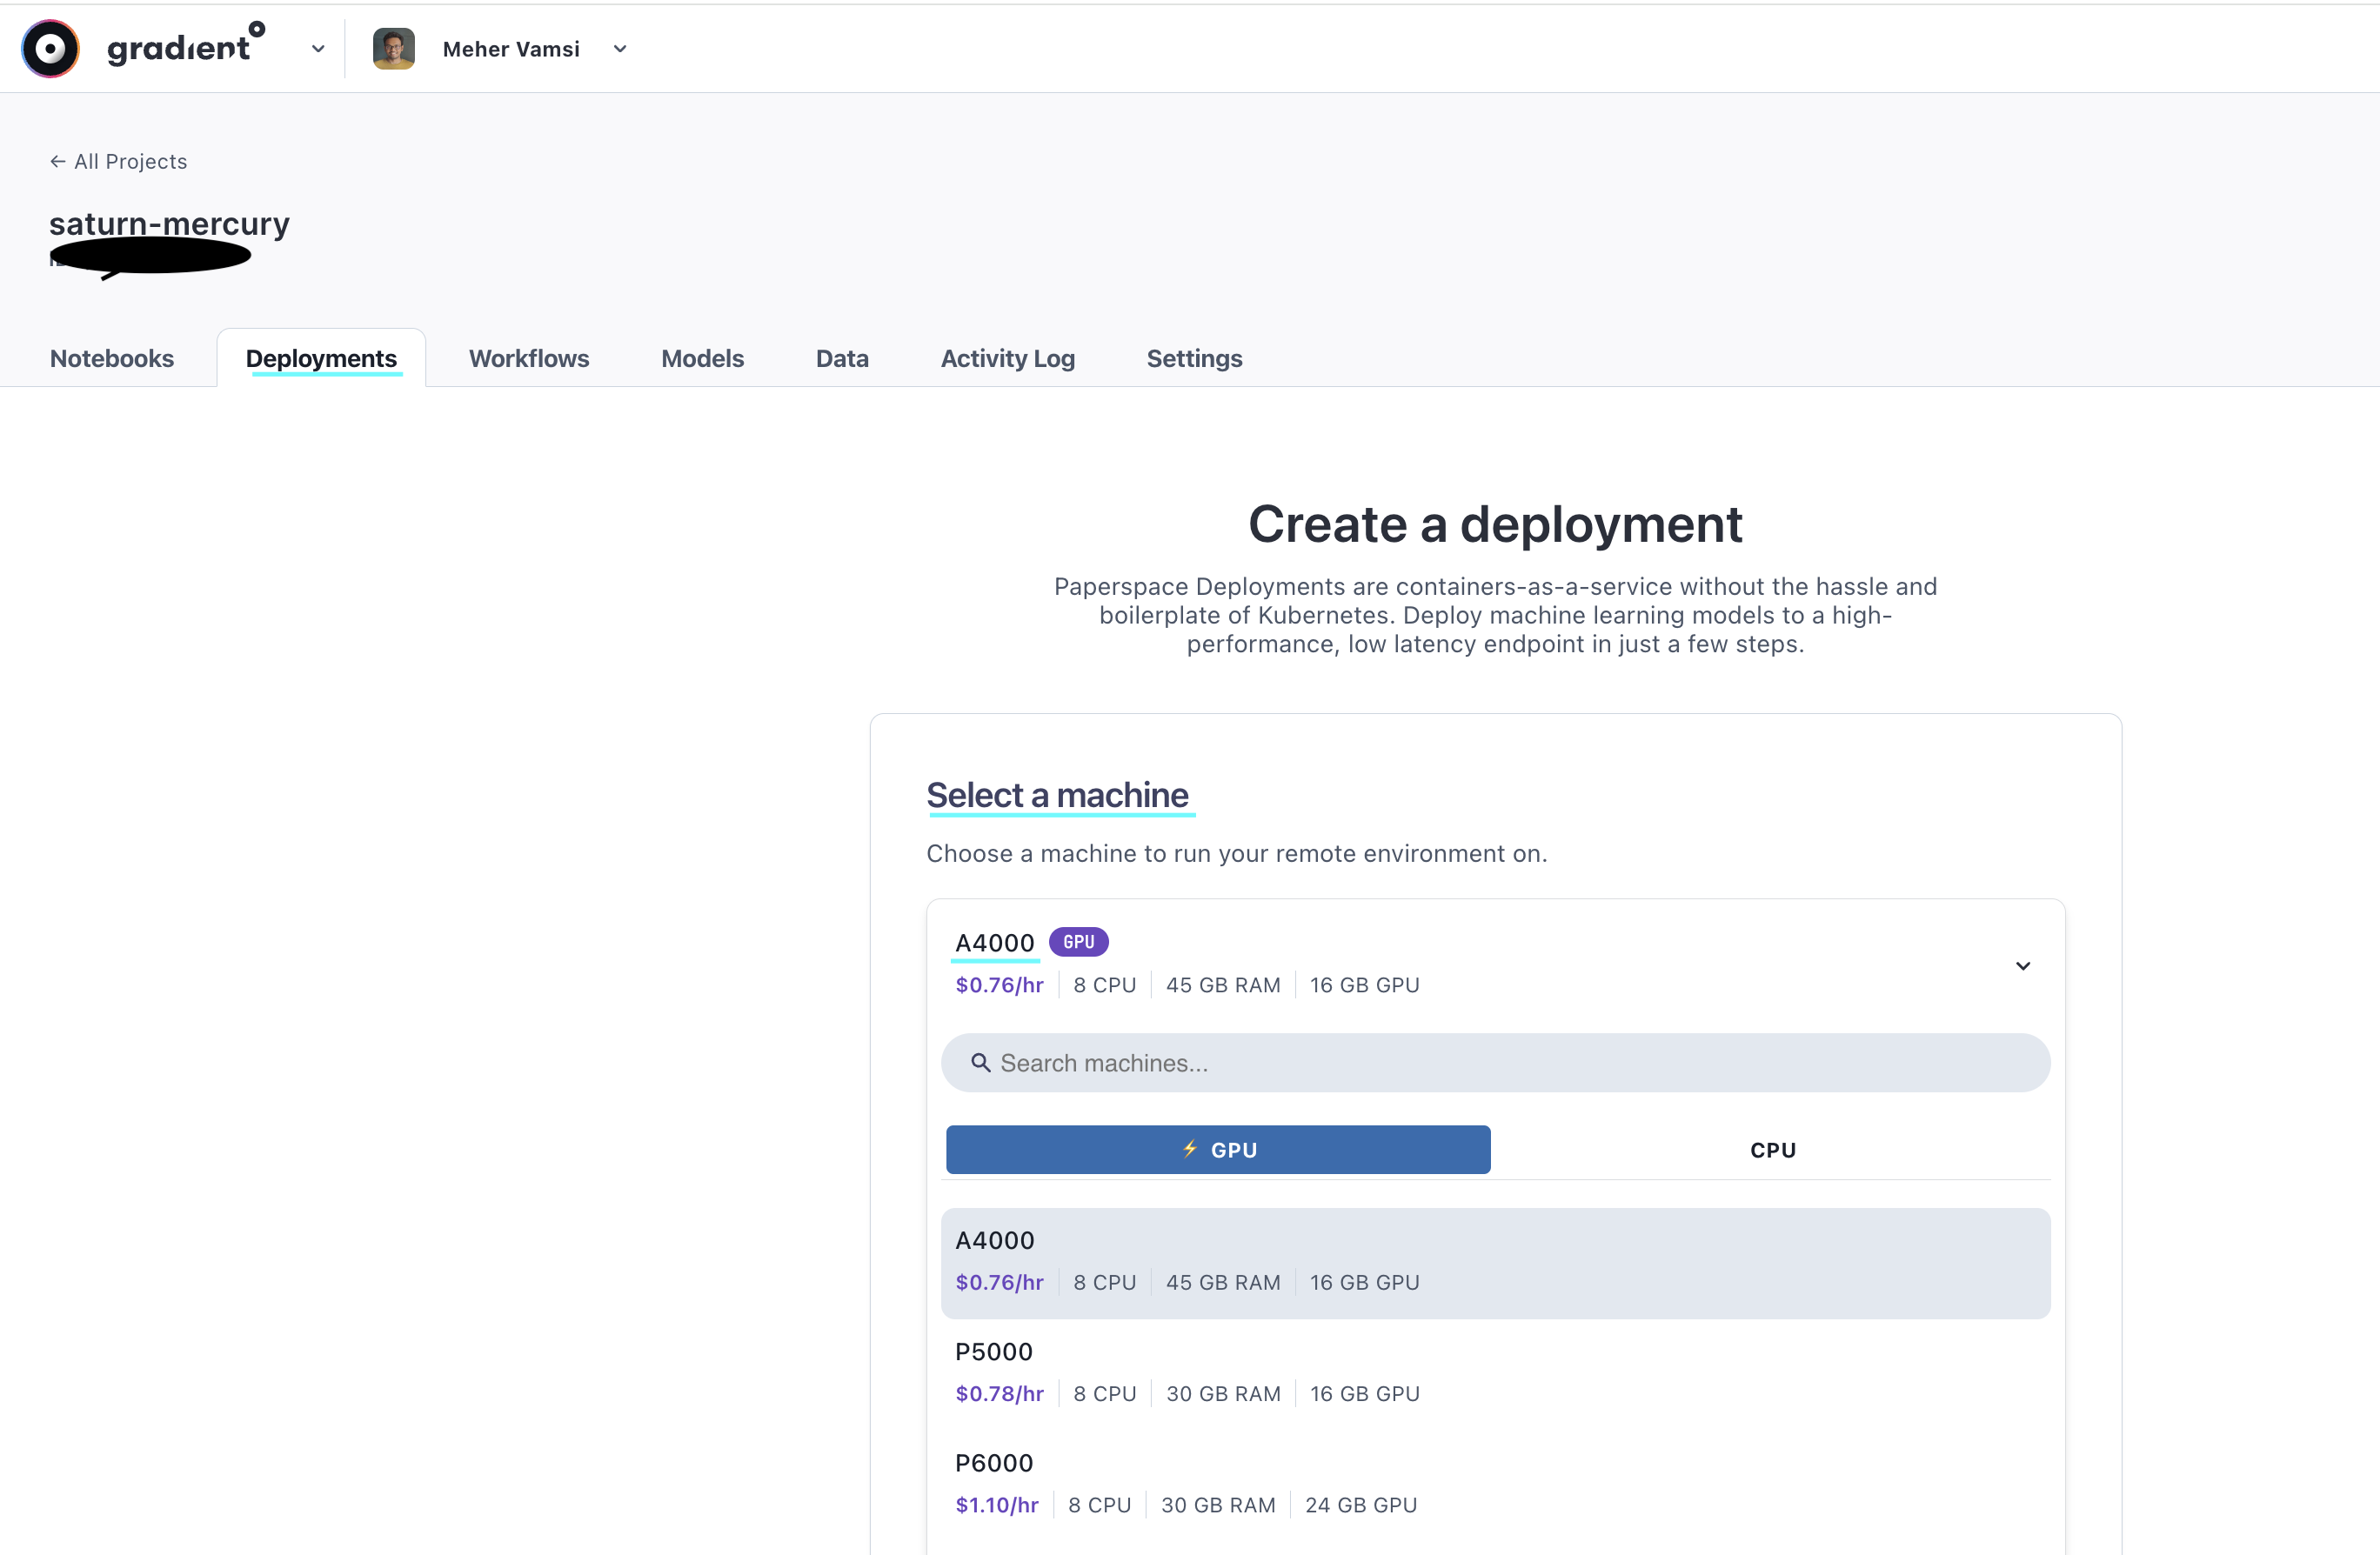 gradient
Meher Vamsi
← All Projects
saturn-mercury
Notebooks
Deployments
Workflows
Models
Data
Activity Log
Settings
Create a deployment
Paperspace Deployments are containers-as-a-service without the hassle and
boilerplate of Kubernetes. Deploy machine learning models to a high-
performance, low latency endpoint in just a few steps.
Select a machine
Choose a machine to run your remote environment on.
A4000 GPU
$0.76/hr 8 CPU 45 GB RAM 16 GB GPU
Search machines...
⚡ GPU
CPU
A4000
$0.76/hr 8 CPU 45 GB RAM 16 GB GPU
P5000
$0.78/hr 8 CPU 30 GB RAM 16 GB GPU
P6000
$1.10/hr 8 CPU 30 GB RAM 24 GB GPU